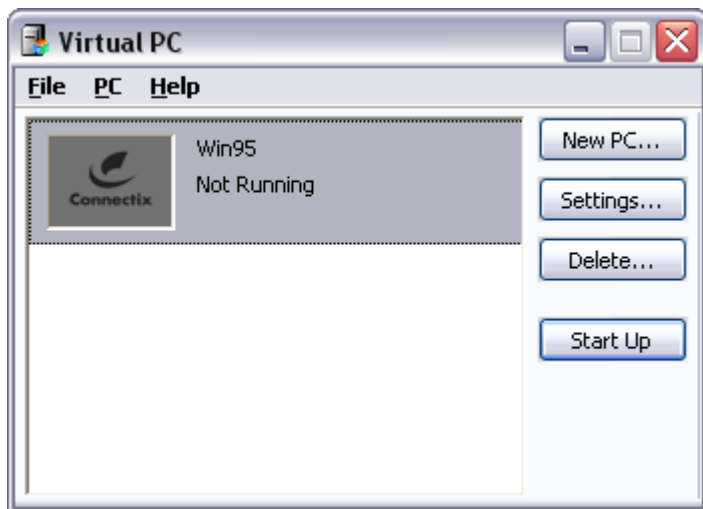 Virtual PC
File PC Help
Win95
Not Running
Connectix
New PC...
Settings...
Delete...
Start Up